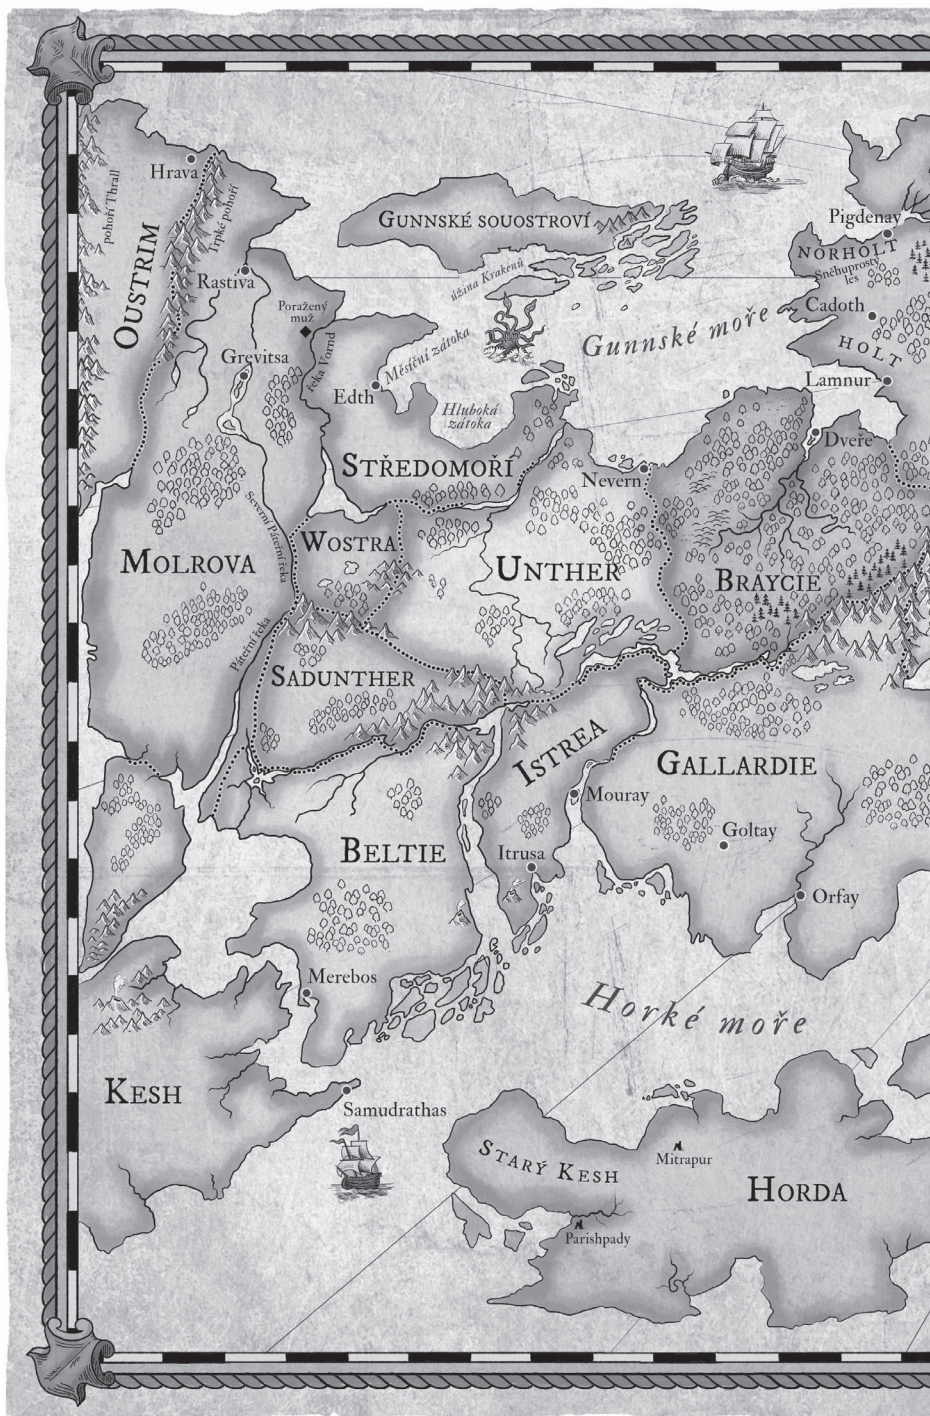 Hrava
pohoří Thrall
Trpké pohoří
OUSTRIM
GUNNSKÉ SOUOSTROVÍ
Pigdenay
NORHOLT
Sněhuprostý
les
úžina Krakenů
Rastiva
Poražený
muž
Cadoth
Gunnské moře
HOLT
Měsíční zátoka
řeka Vornd
Grevitsa
Edth
Lamnur
Hluboká
zátoka
Dveře
STŘEDOMOŘÍ
Nevern
Severní Páteřní řeka
WOSTRA
MOLROVA
UNTHER
BRAYCIE
Páteřní řeka
SADUNTHER
ISTREA
GALLARDIE
Mouray
Goltay
BELTIE
Itrusa
Orfay
Merebos
Horké moře
KESH
Samudrathas
STARÝ KESH
Mitrapur
HORDA
Parishpady